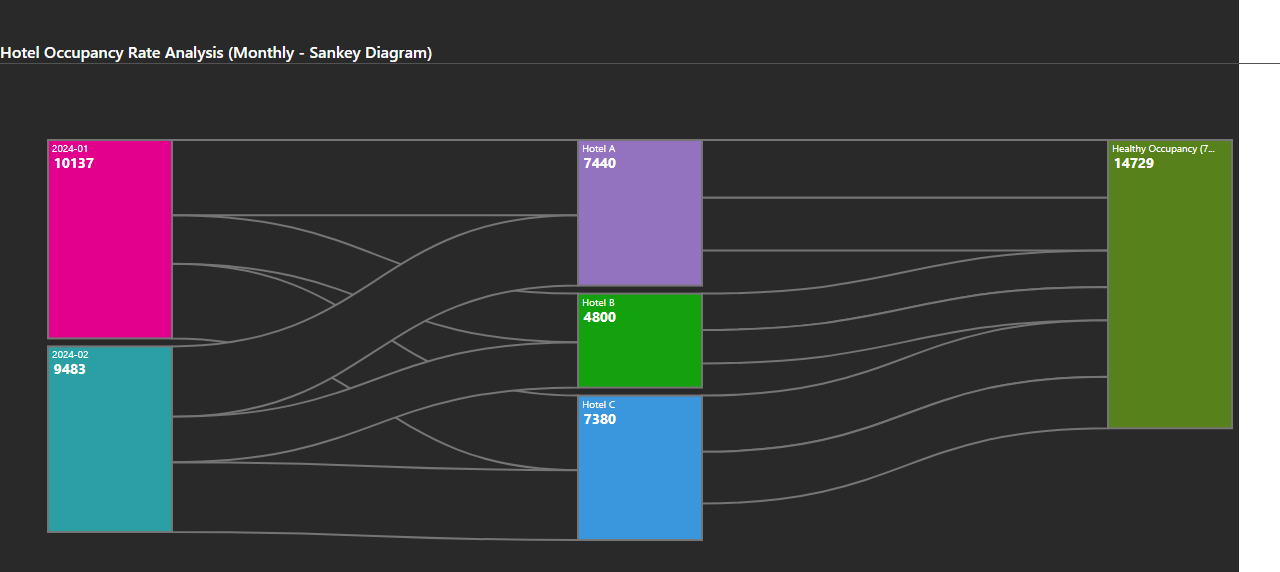 Hotel Occupancy Rate Analysis (Monthly - Sankey Diagram)
2024-01
10137
Hotel A
7440
Healthy Occupancy (7...
14729
Hotel B
4800
2024-02
9483
Hotel C
7380